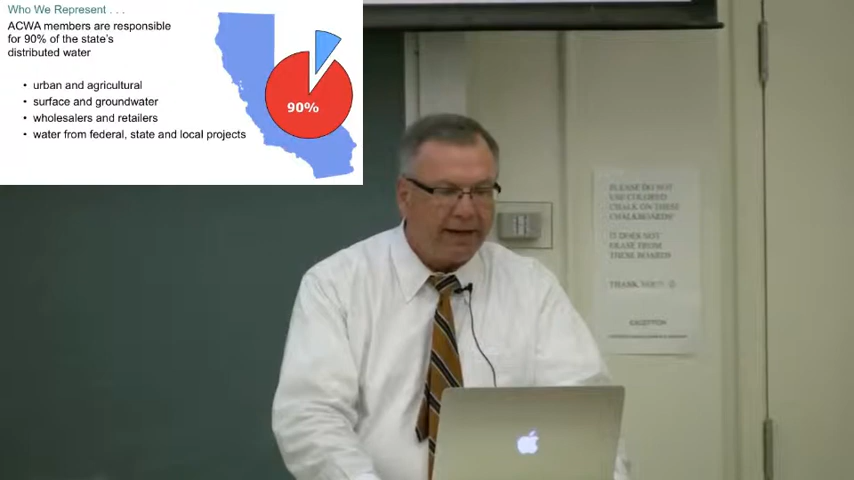 Who We Represent . . .
ACWA members are responsible
for 90% of the state's
distributed water
• urban and agricultural
• surface and groundwater
• wholesalers and retailers
• water from federal, state and local projects
90%
PLEASE DO NOT
USE COLORED
CHALK ON THESE
CHALKBOARDS!
IT DOES NOT
ERASE FROM
THESE BOARDS
THANK YOU!!
EXCEPTION